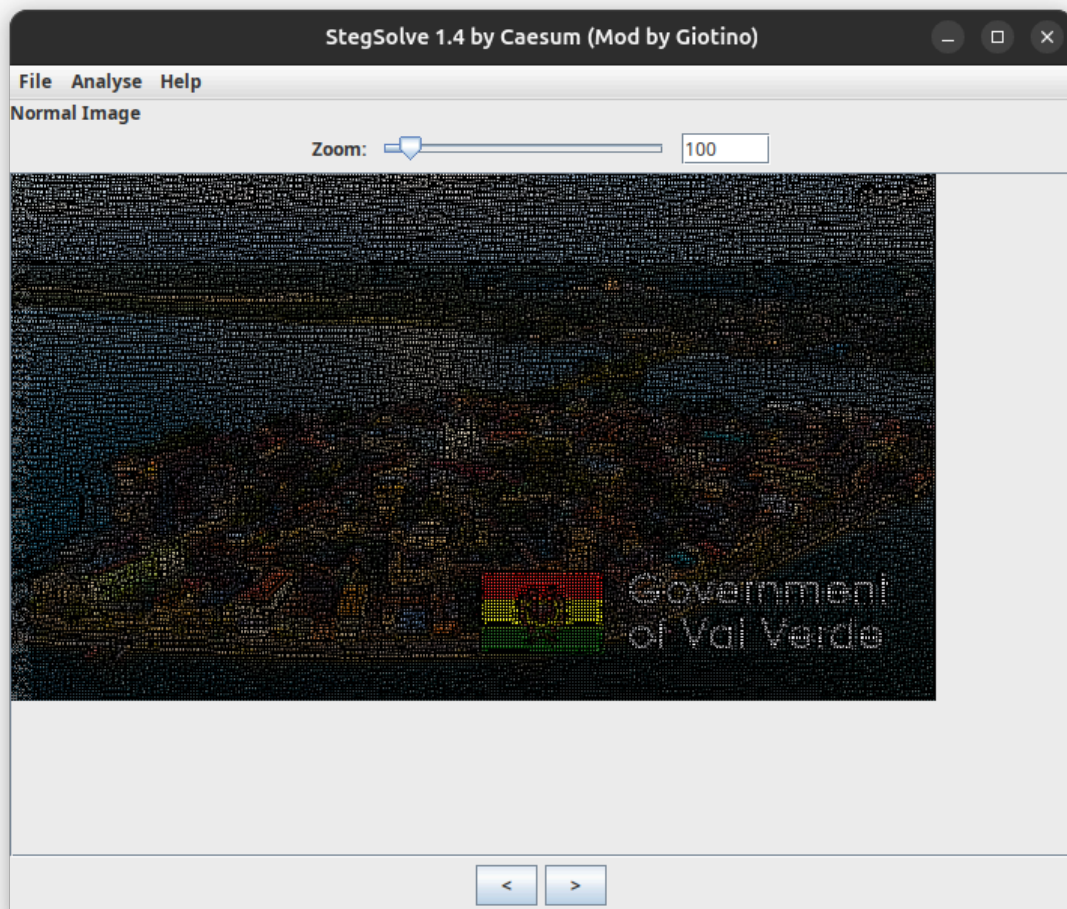 StegSolve 1.4 by Caesum (Mod by Giotino)
File Analyse Help
Normal Image
Zoom: 100
Government
of Val Verde
< >